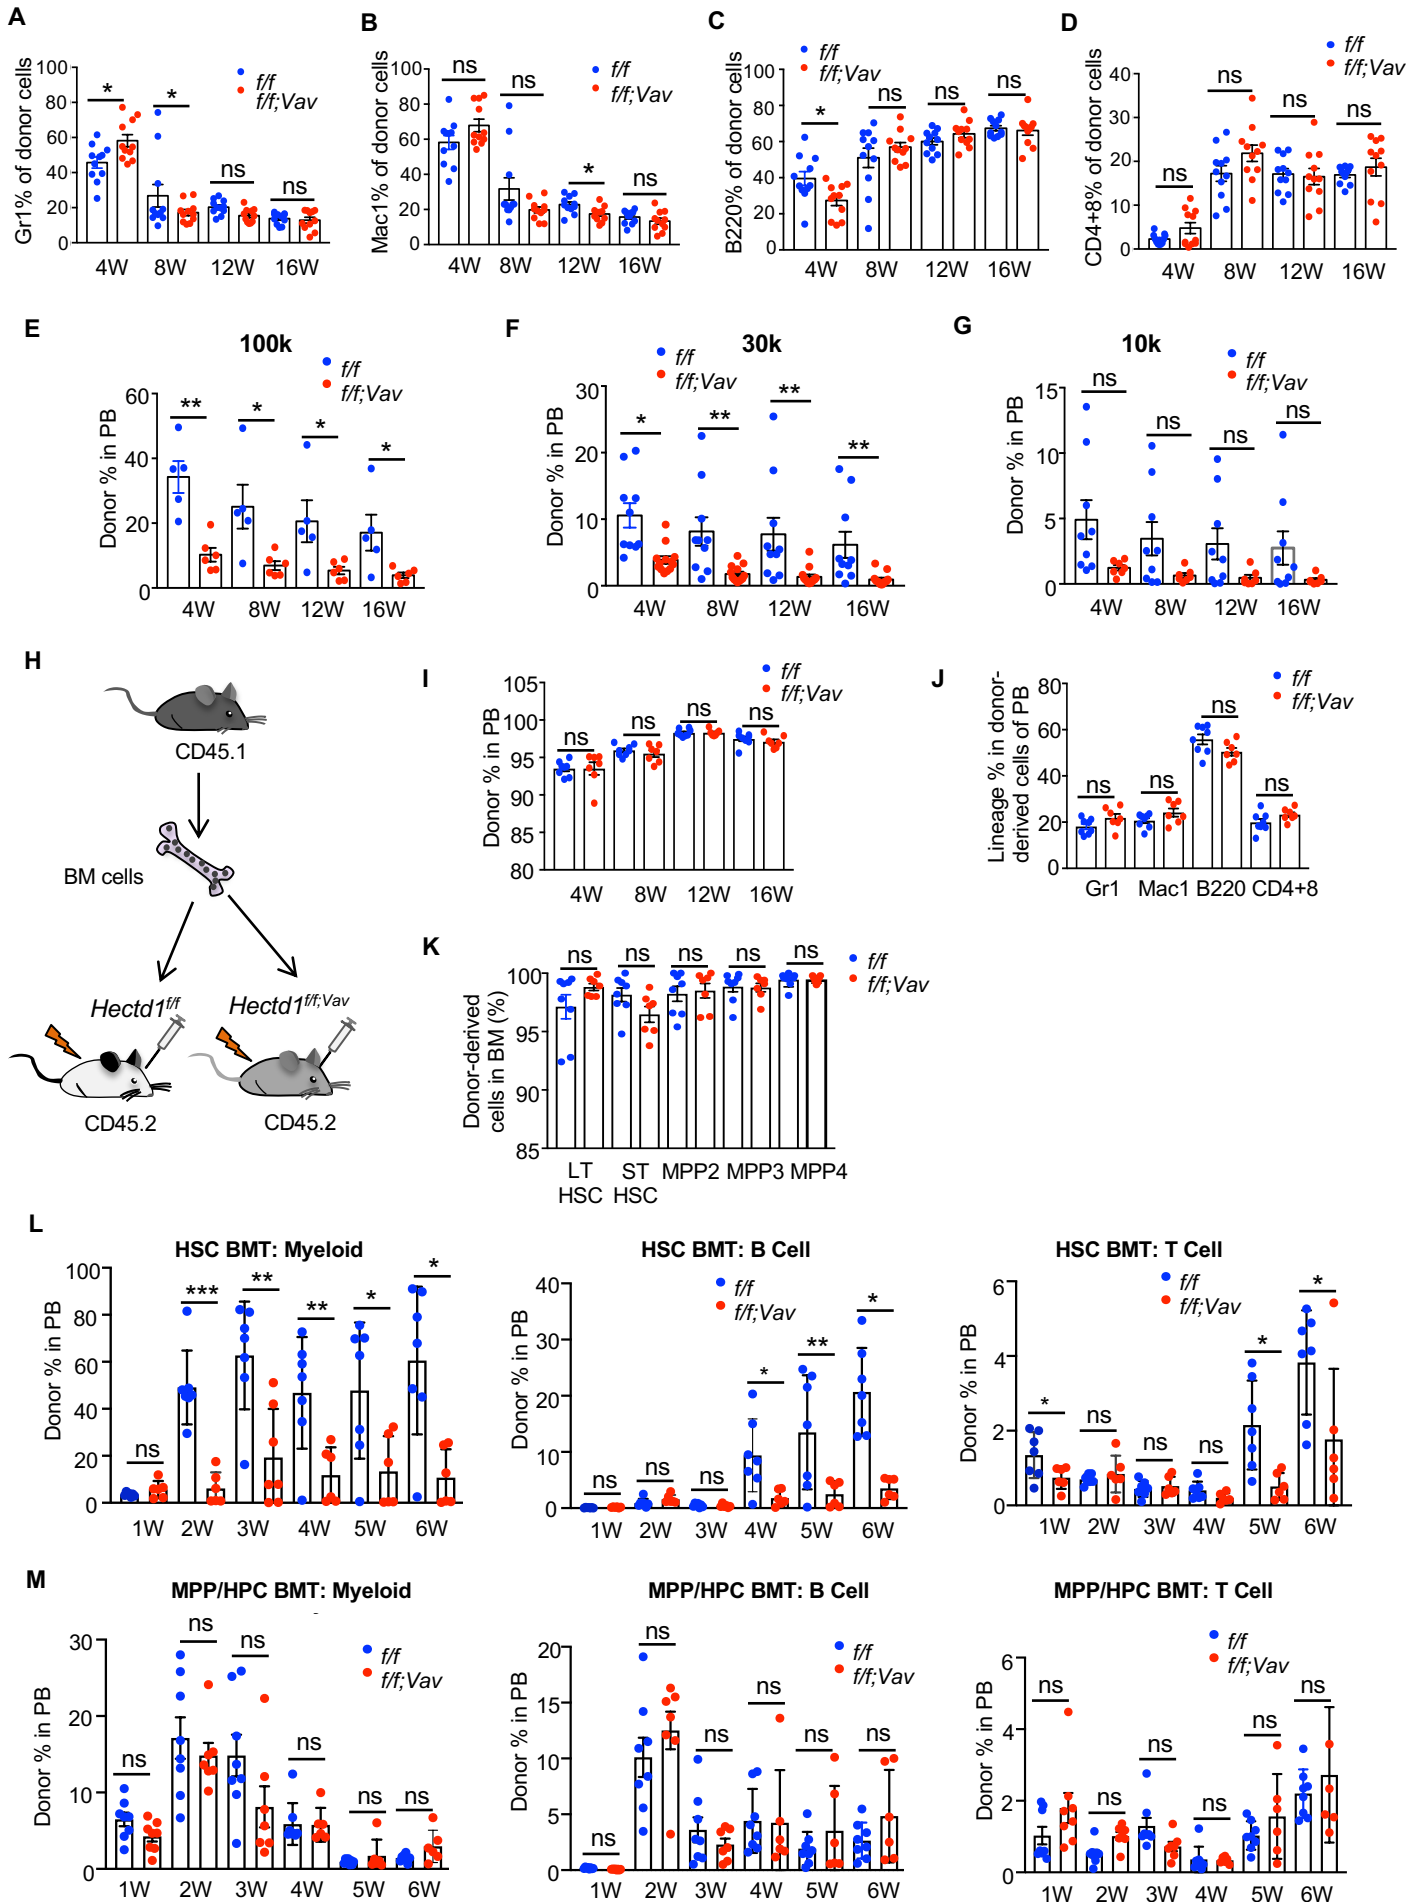 A
Gr1% of donor cells
100
80
60
40
20
0
* * ns ns
f/f
f/f;Vav
4W 8W 12W 16W
B
Mac1% of donor cells
100
80
60
40
20
0
ns ns * ns
f/f
f/f;Vav
4W 8W 12W 16W
C
B220% of donor cells
100
80
60
40
20
0
* ns ns ns
f/f
f/f;Vav
4W 8W 12W 16W
D
CD4+8% of donor cells
40
30
20
10
0
ns ns ns ns
f/f
f/f;Vav
4W 8W 12W 16W
E
100k
Donor % in PB
60
40
20
0
** * * *
f/f
f/f;Vav
4W 8W 12W 16W
F
30k
Donor % in PB
30
20
10
0
* ** ** **
f/f
f/f;Vav
4W 8W 12W 16W
G
10k
Donor % in PB
15
10
5
0
ns ns ns ns
f/f
f/f;Vav
4W 8W 12W 16W
H
CD45.1
BM cells
Hectd1f/f Hectd1f/f;Vav
CD45.2 CD45.2
I
Donor % in PB
105
100
95
90
85
80
ns ns ns ns
f/f
f/f;Vav
4W 8W 12W 16W
J
Lineage % in donor-
derived cells of PB
80
60
40
20
0
ns ns ns ns
f/f
f/f;Vav
Gr1 Mac1 B220 CD4+8
K
Donor-derived
cells in BM (%)
100
95
90
85
ns ns ns ns ns
f/f
f/f;Vav
LT ST MPP2 MPP3 MPP4
HSC HSC
L
HSC BMT: Myeloid
Donor % in PB
100
80
60
40
20
0
ns *** ** ** * *
1W 2W 3W 4W 5W 6W
HSC BMT: B Cell
Donor % in PB
40
30
20
10
0
ns ns ns * ** *
f/f
f/f;Vav
1W 2W 3W 4W 5W 6W
HSC BMT: T Cell
Donor % in PB
6
4
2
0
* ns ns ns * *
f/f
f/f;Vav
1W 2W 3W 4W 5W 6W
M
MPP/HPC BMT: Myeloid
Donor % in PB
30
20
10
0
ns ns ns ns ns ns
f/f
f/f;Vav
1W 2W 3W 4W 5W 6W
MPP/HPC BMT: B Cell
Donor % in PB
20
15
10
5
0
ns ns ns ns ns ns
f/f
f/f;Vav
1W 2W 3W 4W 5W 6W
MPP/HPC BMT: T Cell
Donor % in PB
6
4
2
0
ns ns ns ns ns ns
f/f
f/f;Vav
1W 2W 3W 4W 5W 6W